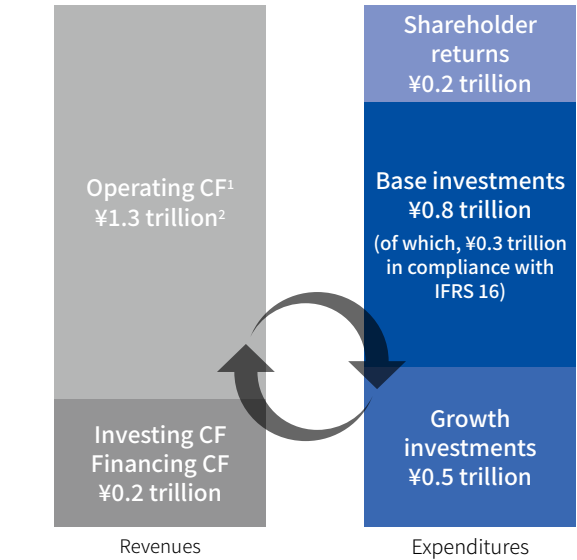 Operating CF¹
¥1.3 trillion²
Investing CF
Financing CF
¥0.2 trillion
Revenues
Shareholder
returns
¥0.2 trillion
Base investments
¥0.8 trillion
(of which, ¥0.3 trillion
in compliance with
IFRS 16)
Growth
investments
¥0.5 trillion
Expenditures